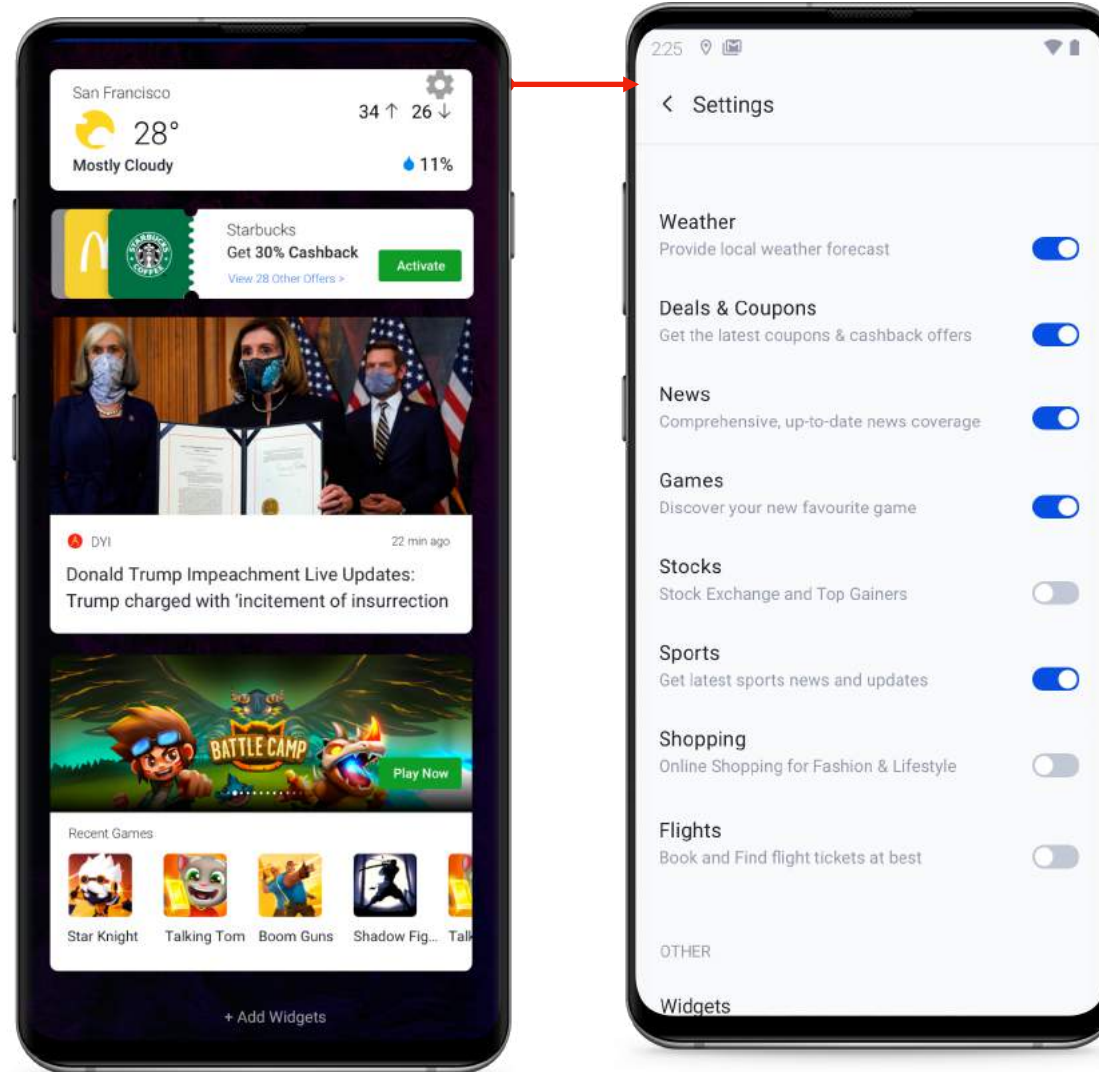 San Francisco
34 ↑ 26 ↓
28°
Mostly Cloudy
11%
STARBUCKS
COFFEE
Starbucks
Get 30% Cashback
View 28 Other Offers >
Activate
DYI
22 min ago
Donald Trump Impeachment Live Updates:
Trump charged with ‘incitement of insurrection
BATTLE CAMP
Play Now
Recent Games
Star Knight
Talking Tom
Boom Guns
Shadow Fig...
Talk
+ Add Widgets
2:25
< Settings
Weather
Provide local weather forecast
Deals & Coupons
Get the latest coupons & cashback offers
News
Comprehensive, up-to-date news coverage
Games
Discover your new favourite game
Stocks
Stock Exchange and Top Gainers
Sports
Get latest sports news and updates
Shopping
Online Shopping for Fashion & Lifestyle
Flights
Book and Find flight tickets at best
OTHER
Widgets